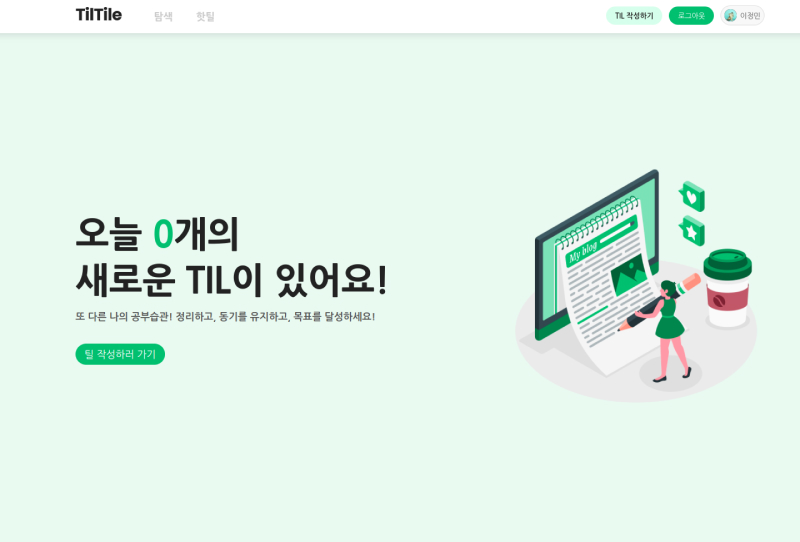 TilTile
탐색
핫틸
TIL 작성하기
로그아웃
이정민
오늘 0개의
새로운 TIL이 있어요!
또 다른 나의 공부습관! 정리하고, 동기를 유지하고, 목표를 달성하세요!
틸 작성하러 가기
My blog